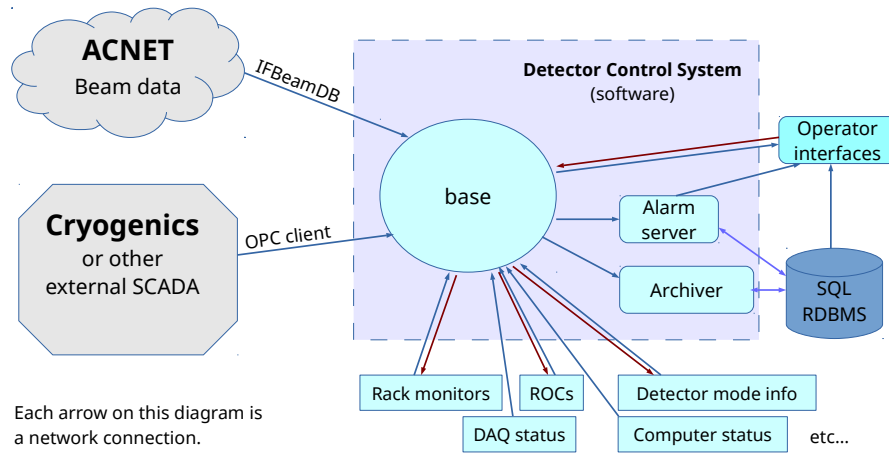 ACNET
Beam data
IFBeamDB
Detector Control System
(software)
Operator
interfaces
base
Cryogenics
or other
external SCADA
OPC client
Alarm
server
Archiver
SQL
RDBMS
Rack monitors
ROCs
Detector mode info
DAQ status
Computer status
etc...
Each arrow on this diagram is
a network connection.